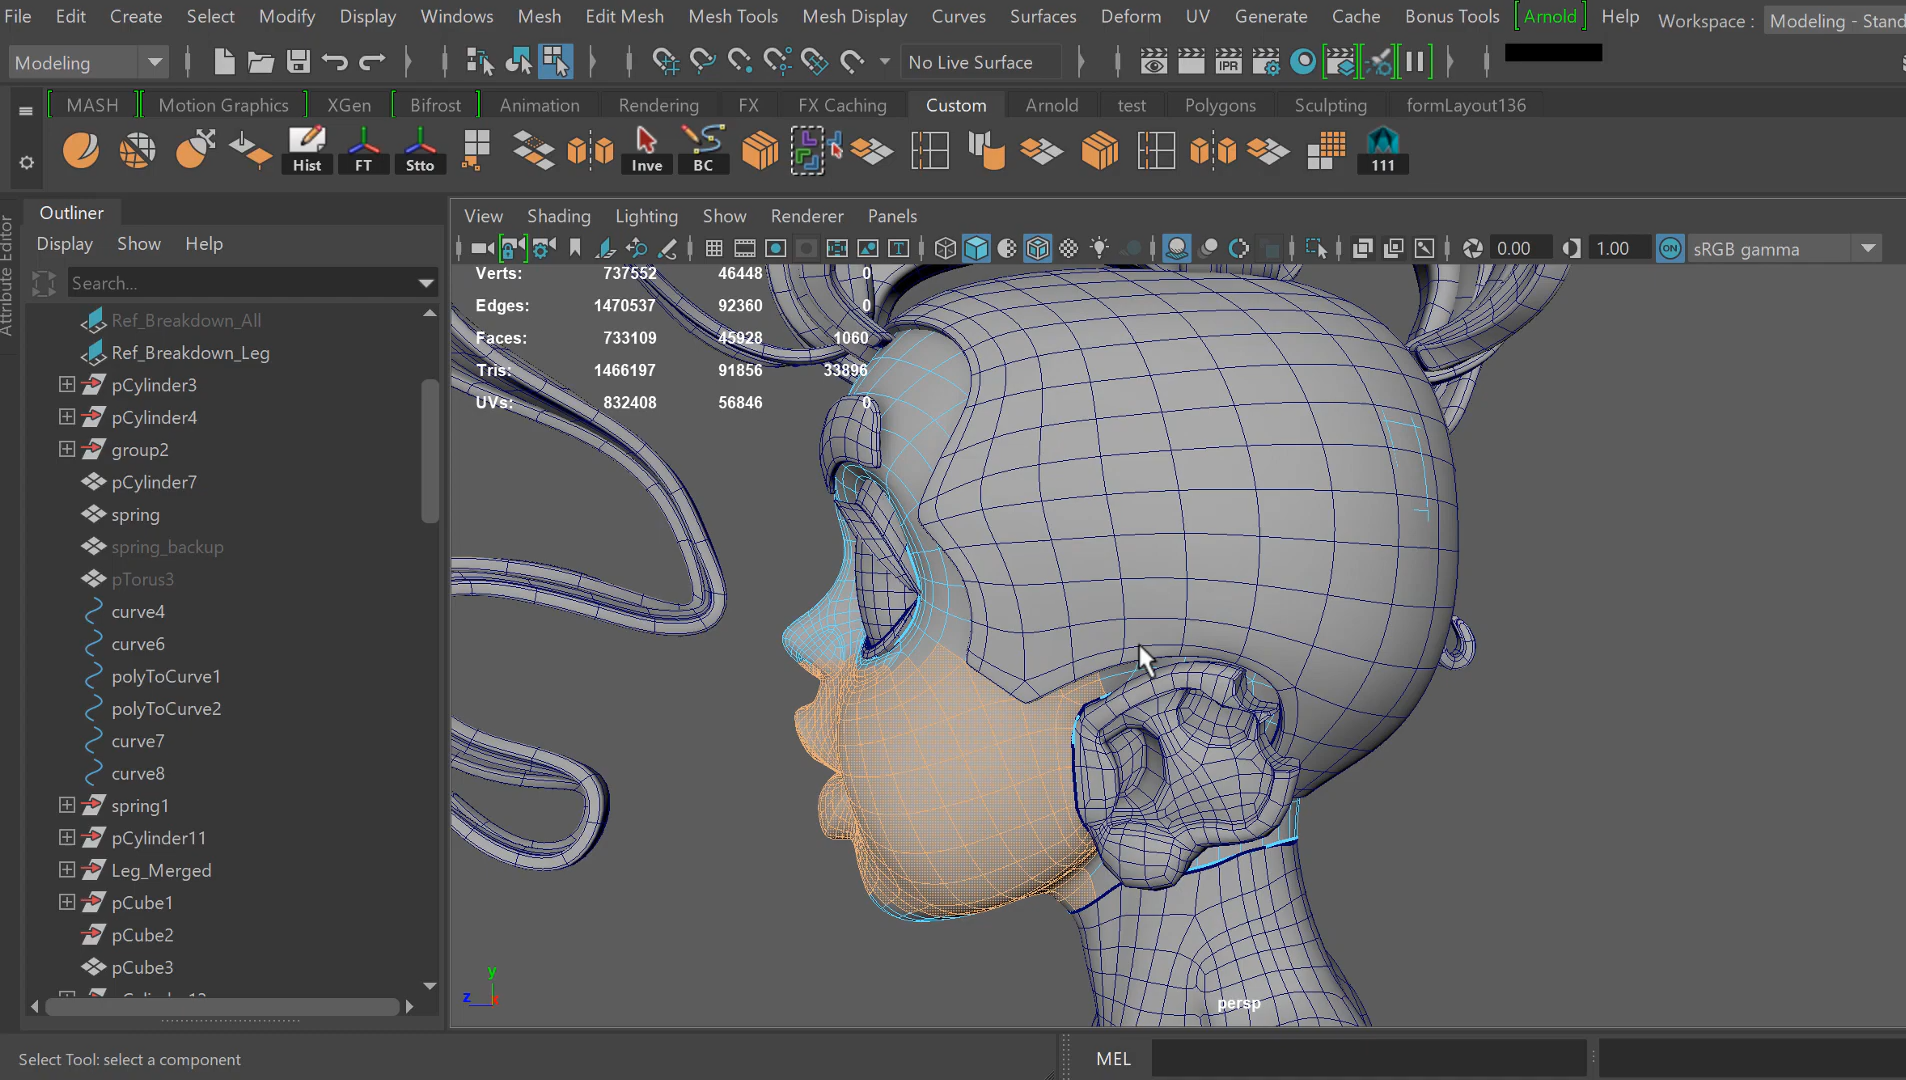 File Edit Create Select Modify Display Windows Mesh Edit Mesh Mesh Tools Mesh Display Curves Surfaces Deform UV Generate Cache Bonus Tools Arnold Help Workspace : Modeling - Stand
Modeling No Live Surface IPR
MASH Motion Graphics XGen Bifrost Animation Rendering FX FX Caching Custom Arnold test Polygons Sculpting formLayout136
Hist FT Stto Inve BC 111
Attribute Editor
Outliner
Display Show Help
Search...
Ref_Breakdown_All
Ref_Breakdown_Leg
pCylinder3
pCylinder4
group2
pCylinder7
spring
spring_backup
pTorus3
curve4
curve6
polyToCurve1
polyToCurve2
curve7
curve8
spring1
pCylinder11
Leg_Merged
pCube1
pCube2
pCube3
View Shading Lighting Show Renderer Panels
0.00 1.00 ON sRGB gamma
Verts: 737552 46448 0
Edges: 1470537 92360 0
Faces: 733109 45928 1060
Tris: 1466197 91856 33896
UVs: 832408 56846 0
y
z x
persp
Select Tool: select a component MEL